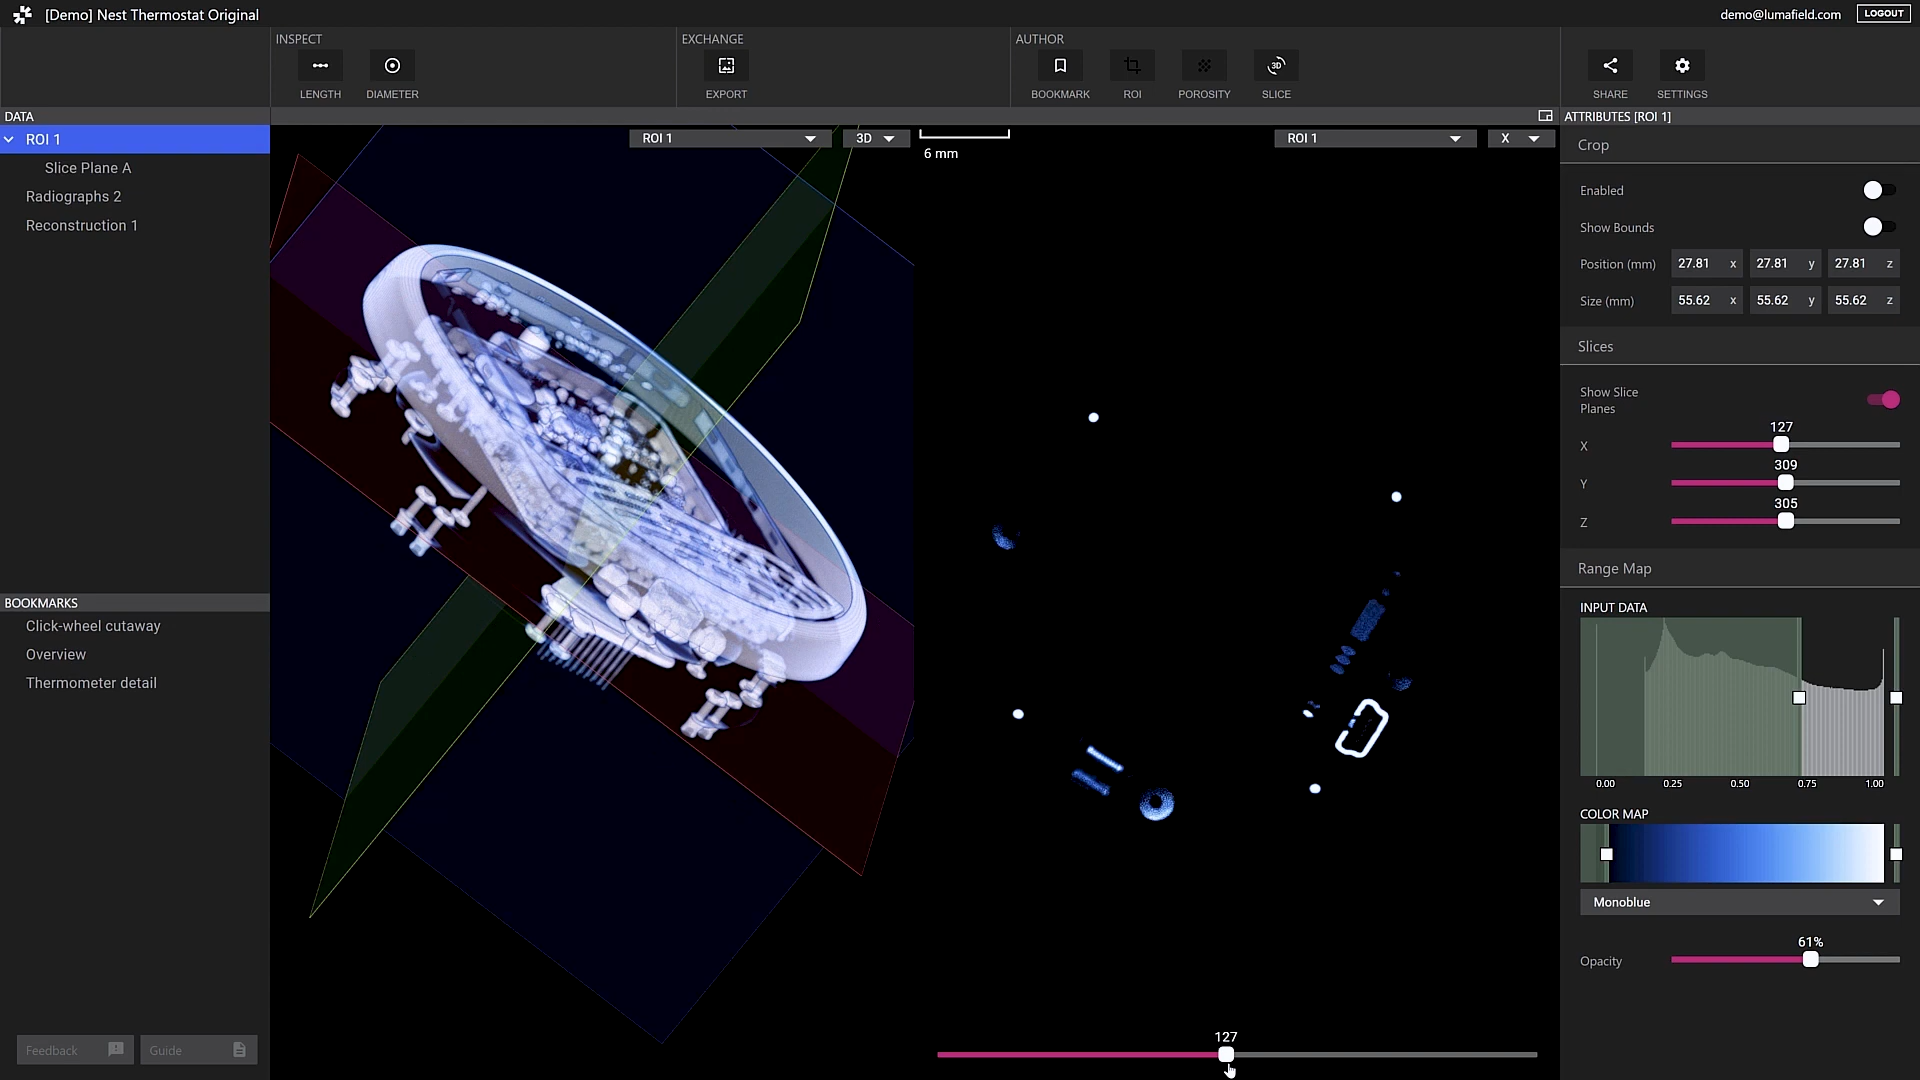 [Demo] Nest Thermostat Original
demo@lumafield.com
LOGOUT
INSPECT
LENGTH
DIAMETER
EXCHANGE
EXPORT
AUTHOR
BOOKMARK
ROI
POROSITY
3D
SLICE
SHARE
SETTINGS
DATA
ROI 1
Slice Plane A
Radiographs 2
Reconstruction 1
BOOKMARKS
Click-wheel cutaway
Overview
Thermometer detail
Feedback
Guide
ROI 1
3D
6 mm
ROI 1
X
127
ATTRIBUTES [ROI 1]
Crop
Enabled
Show Bounds
Position (mm) 27.81 x 27.81 y 27.81 z
Size (mm) 55.62 x 55.62 y 55.62 z
Slices
Show Slice
Planes
127
X
309
Y
305
Z
Range Map
INPUT DATA
0.00 0.25 0.50 0.75 1.00
COLOR MAP
Monoblue
61%
Opacity